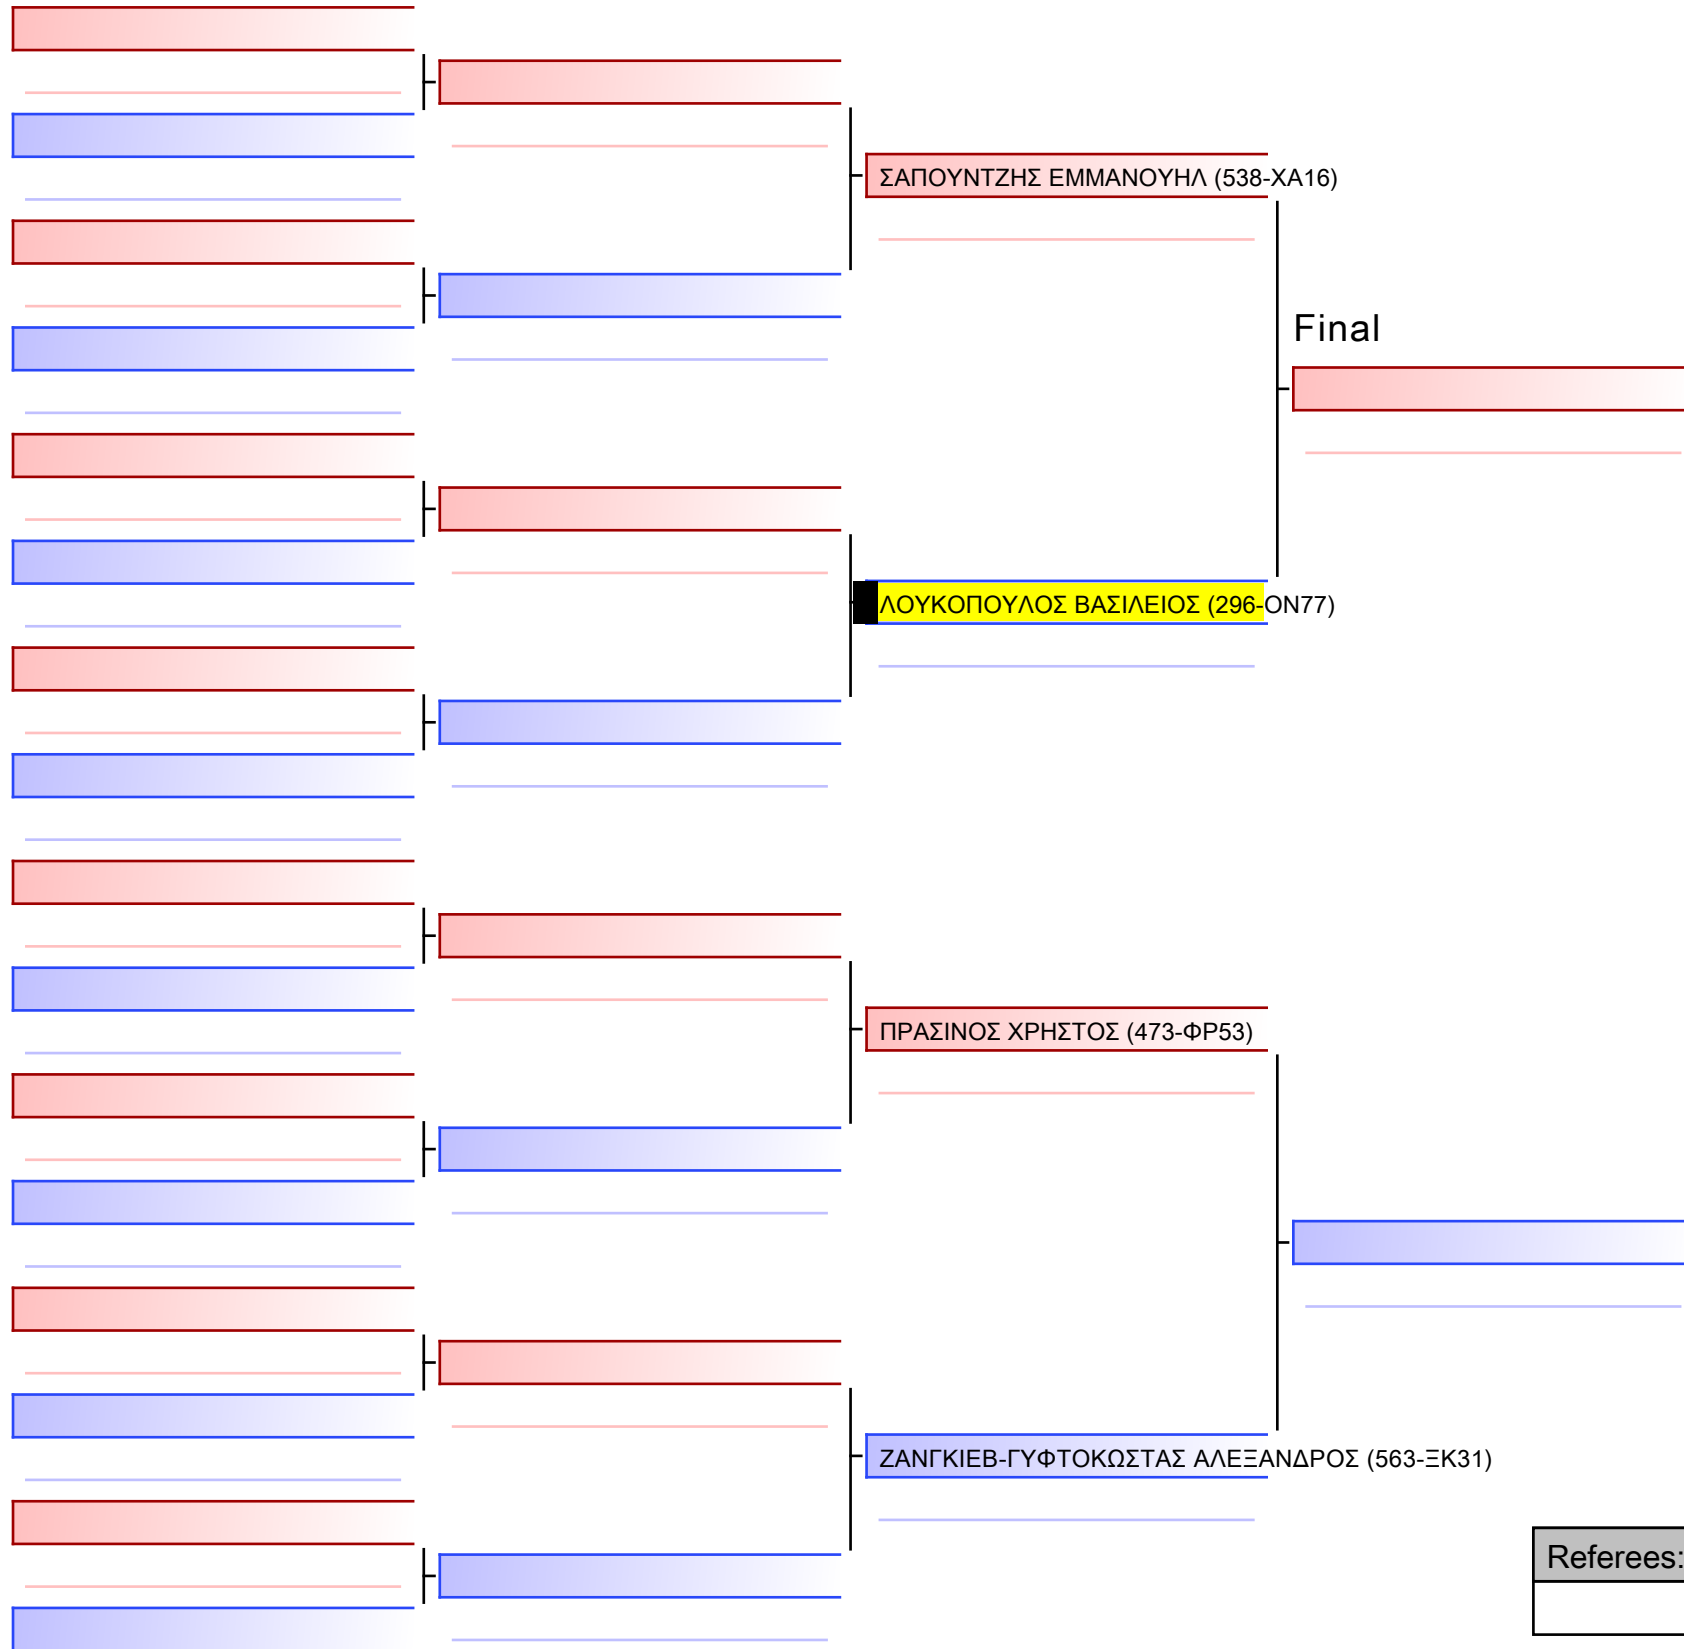 ΣΑΠΟΥΝΤΖΗΣ ΕΜΜΑΝΟΥΗΛ (538-ΧΑ16)
Final
ΛΟΥΚΟΠΟΥΛΟΣ ΒΑΣΙΛΕΙΟΣ (296-ΟΝ77)
ΠΡΑΣΙΝΟΣ ΧΡΗΣΤΟΣ (473-ΦΡ53)
ΖΑΝΓΚΙΕΒ-ΓΥΦΤΟΚΩΣΤΑΣ ΑΛΕΞΑΝΔΡΟΣ (563-ΞΚ31)
Referees: